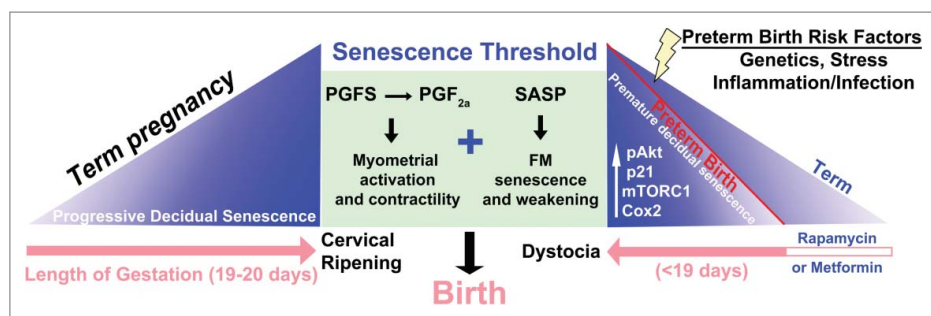 Term pregnancy
Progressive Decidual Senescence
Length of Gestation (19-20 days)
Senescence Threshold
PGFS → PGF2a
Myometrial
activation
and contractility
+
SASP
FM
senescence
and weakening
Cervical
Ripening
Dystocia
Birth
Preterm Birth Risk Factors
Genetics, Stress
Inflammation/Infection
Preterm Birth
Premature decidual senescence
Term
pAkt
p21
mTORC1
Cox2
(<19 days)
Rapamycin
or Metformin